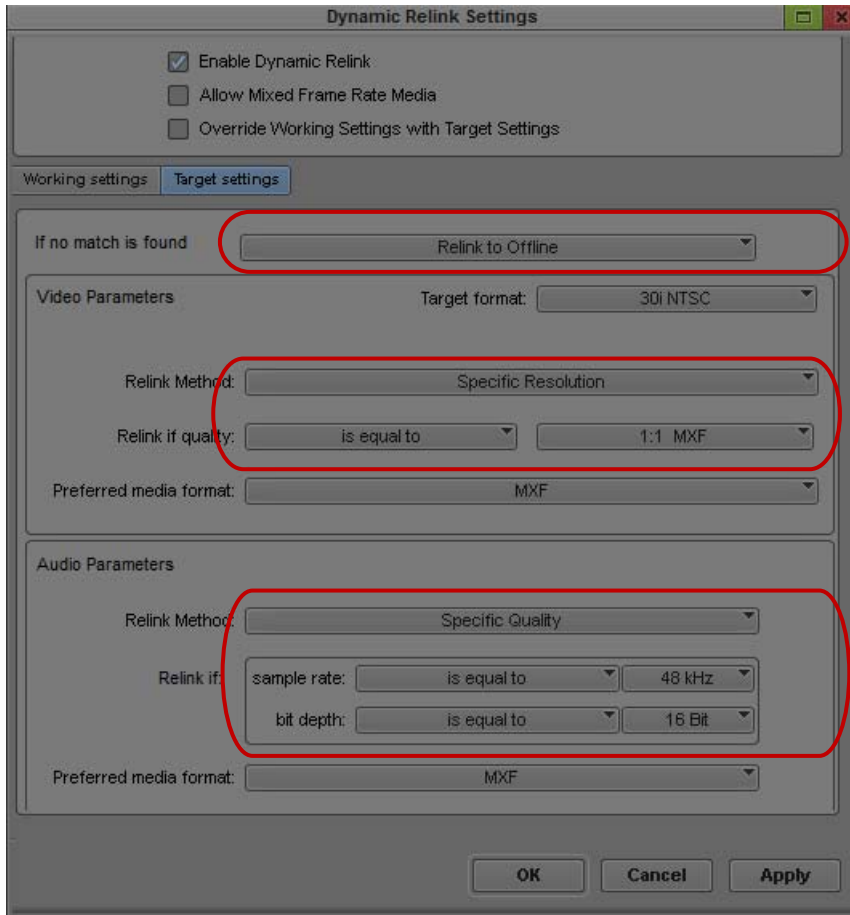 Dynamic Relink Settings
Enable Dynamic Relink
Allow Mixed Frame Rate Media
Override Working Settings with Target Settings
Working settings Target settings
If no match is found Relink to Offline
Video Parameters Target format: 30i NTSC
Relink Method: Specific Resolution
Relink if quality: is equal to 1:1 MXF
Preferred media format: MXF
Audio Parameters
Relink Method: Specific Quality
Relink if: sample rate: is equal to 48 kHz
bit depth: is equal to 16 Bit
Preferred media format: MXF
OK Cancel Apply